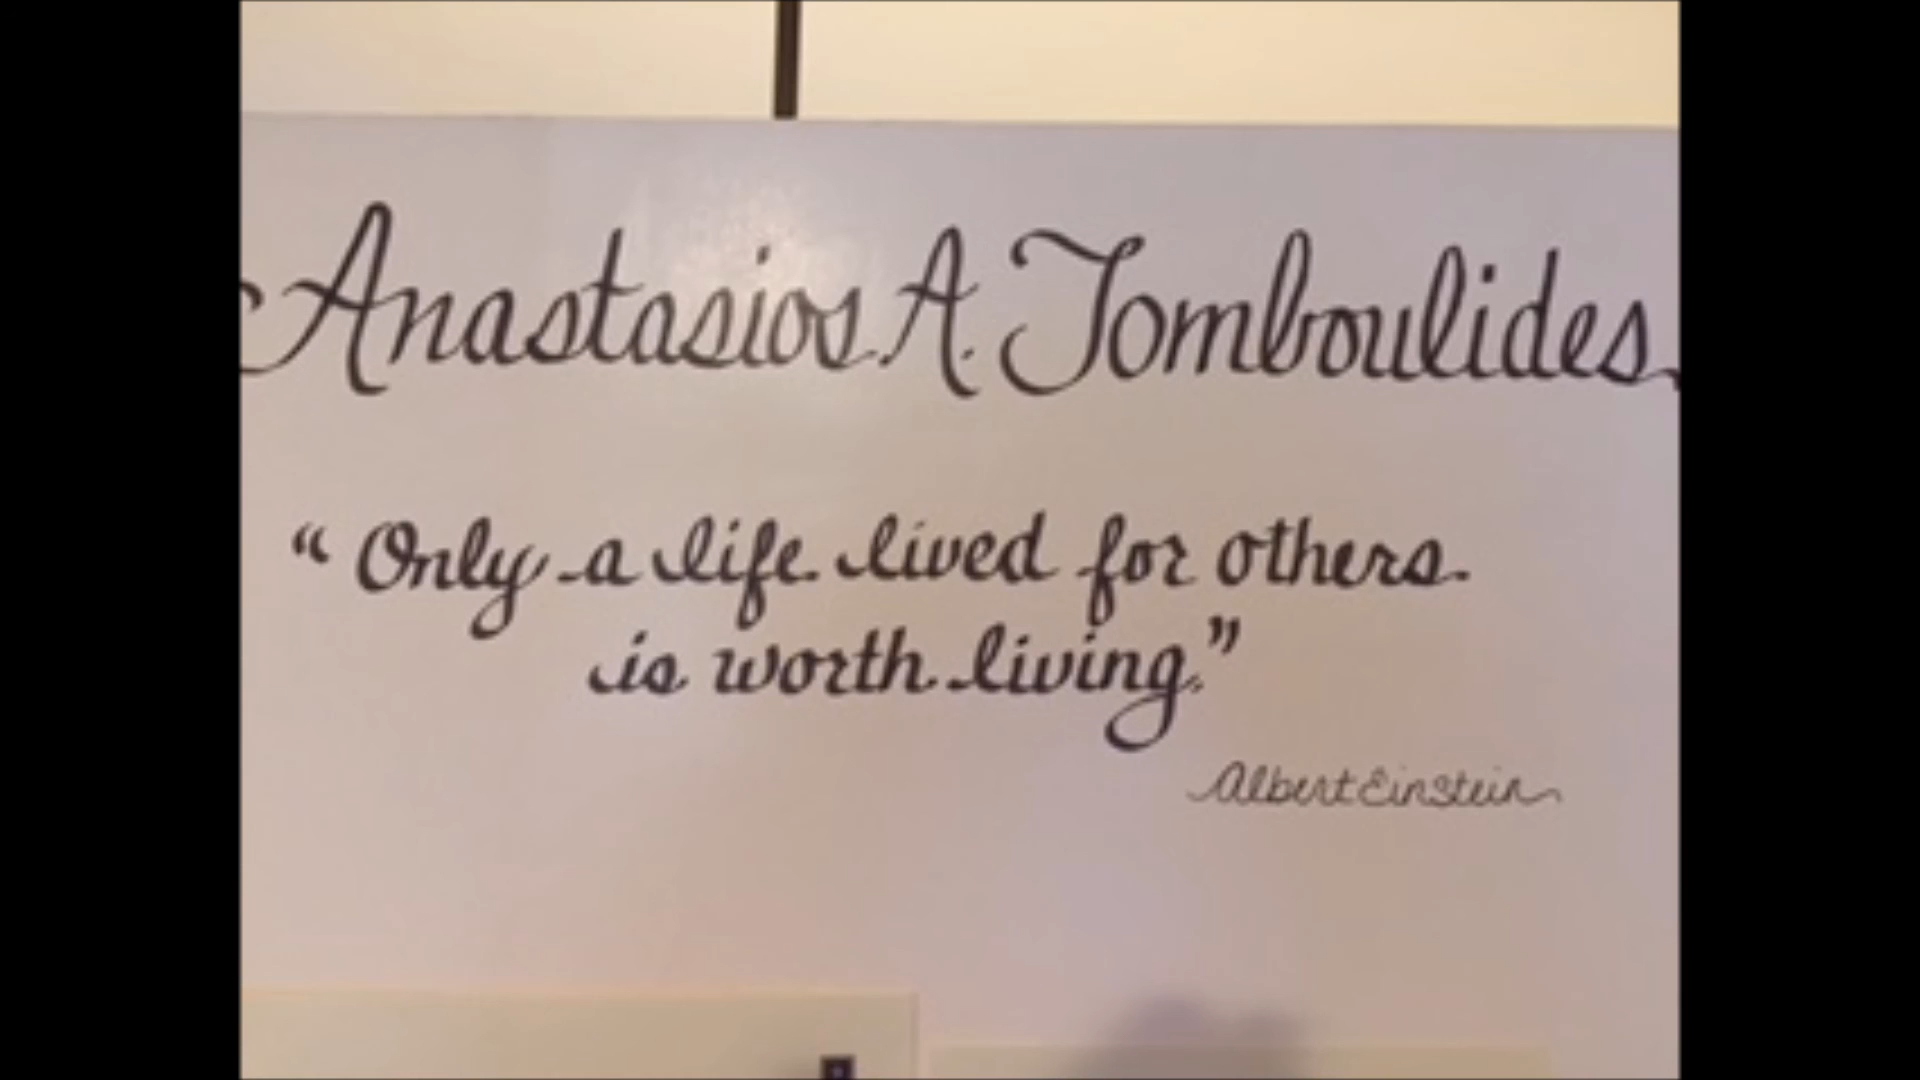 Anastasios A. Tomboulides
“Only a life lived for others
is worth living.”
Albert Einstein